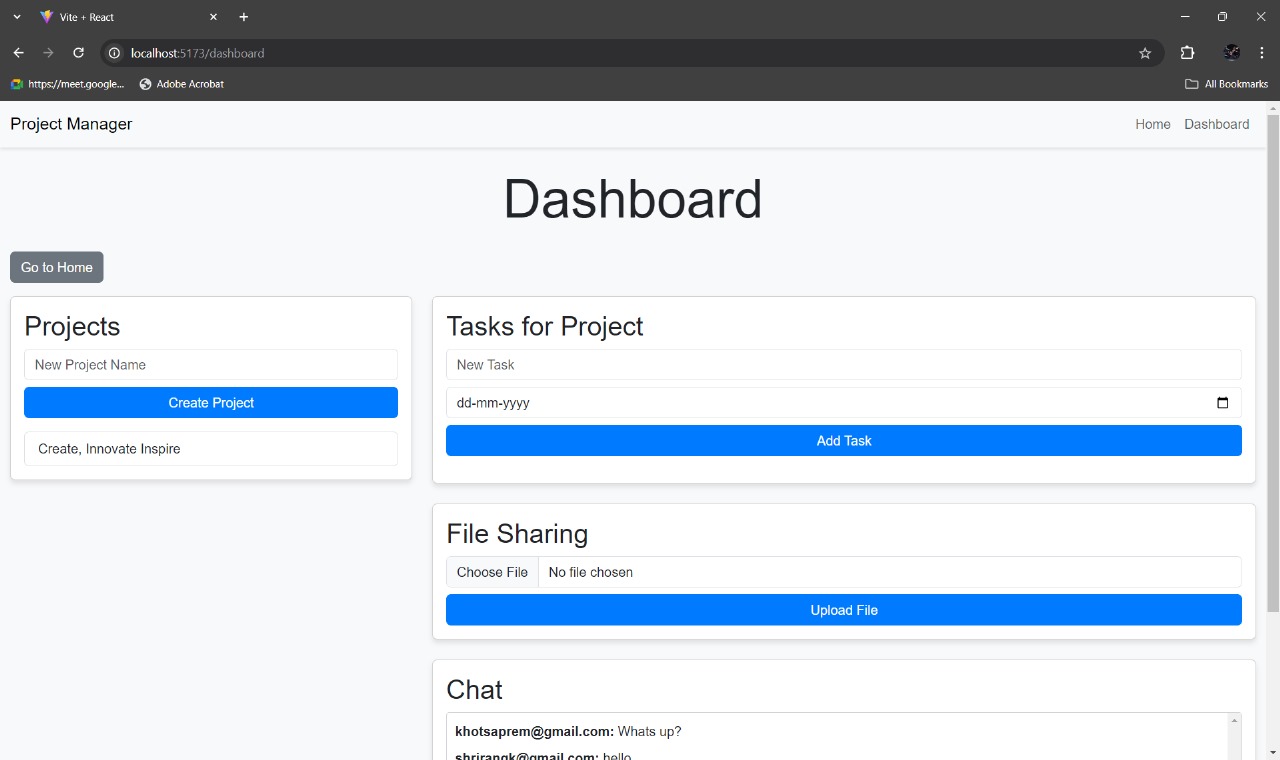 Vite + React
localhost:5173/dashboard
https://meet.google...
Adobe Acrobat
All Bookmarks
Project Manager
Home
Dashboard
Dashboard
Go to Home
Projects
New Project Name
Create Project
Create, Innovate Inspire
Tasks for Project
New Task
dd-mm-yyyy
Add Task
File Sharing
Choose File
No file chosen
Upload File
Chat
khotsaprem@gmail.com: Whats up?
shrirangk@gmail.com: hello